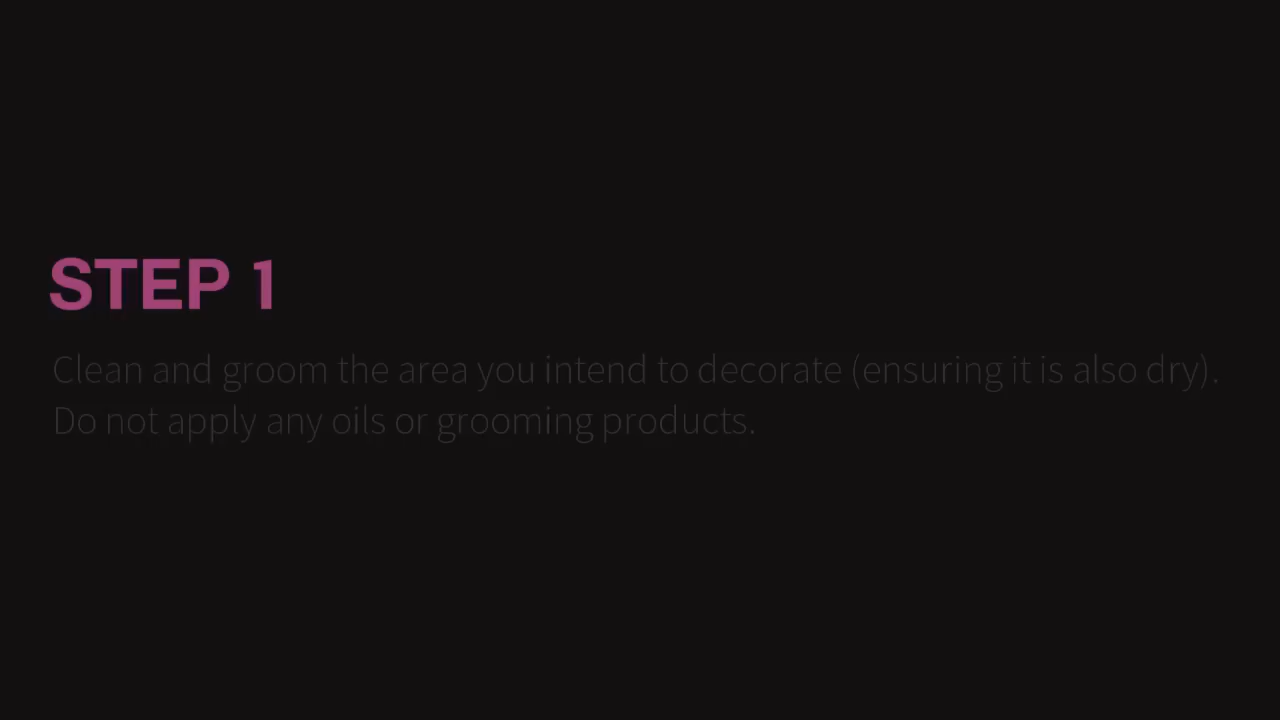 STEP 1
Clean and groom the area you intend to decorate (ensuring it is also dry).
Do not apply any oils or grooming products.